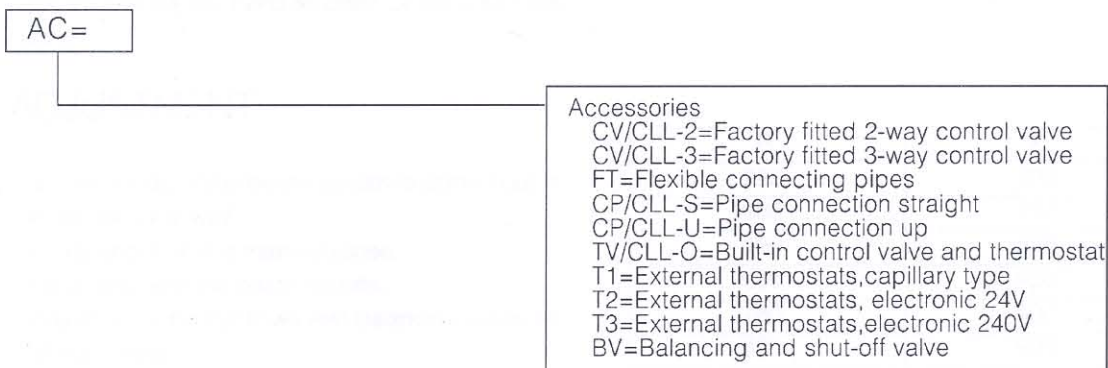 AC=
Accessories
CV/CLL-2=Factory fitted 2-way control valve
CV/CLL-3=Factory fitted 3-way control valve
FT=Flexible connecting pipes
CP/CLL-S=Pipe connection straight
CP/CLL-U=Pipe connection up
TV/CLL-O=Built-in control valve and thermostat
T1=External thermostats,capillary type
T2=External thermostats, electronic 24V
T3=External thermostats,electronic 240V
BV=Balancing and shut-off valve